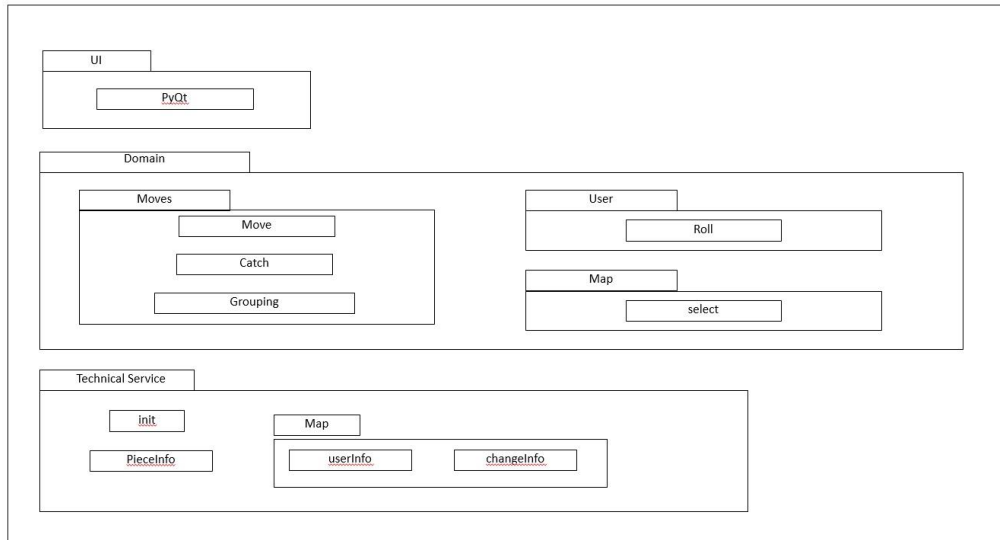 UI
PyQt
Domain
Moves
Move
Catch
Grouping
User
Roll
Map
select
Technical Service
init
PieceInfo
Map
userInfo
changeInfo